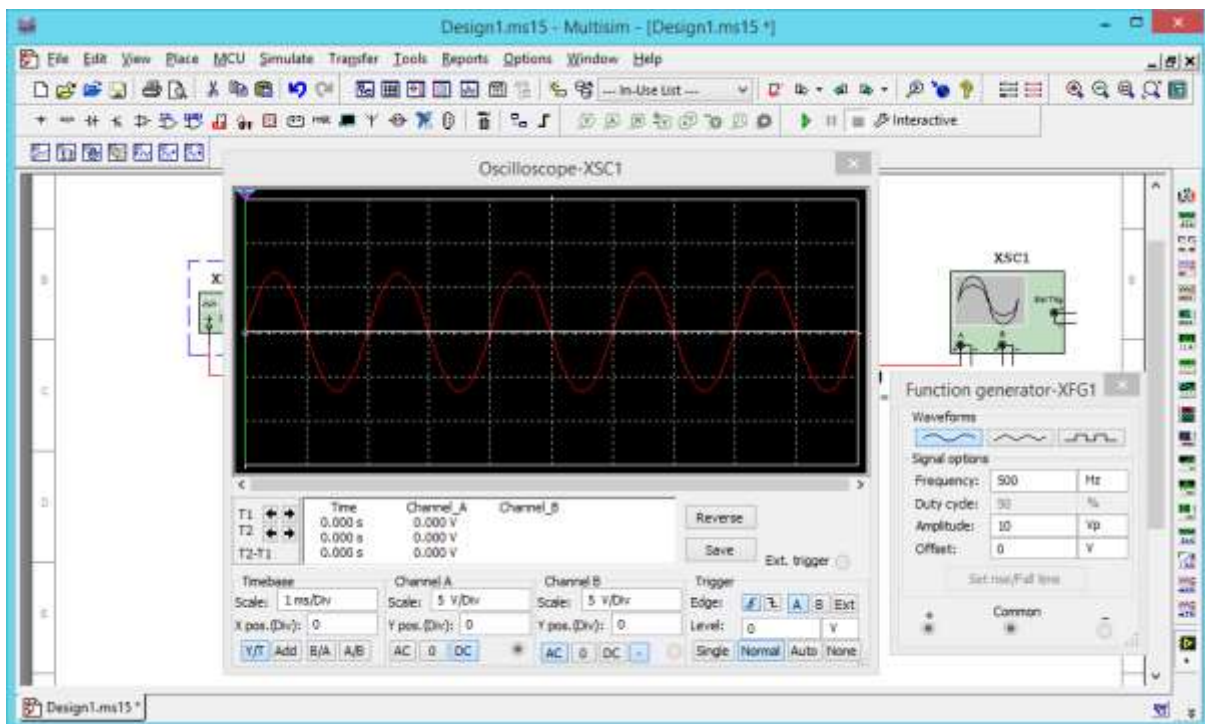 Design1.ms15 - Multisim - [Design1.ms15 *]
File Edit View Place MCU Simulate Transfer Tools Reports Options Window Help
--- In-Use List ---
Interactive
Oscilloscope-XSC1
XSC1
Ext Trig
A B
Time Channel_A Channel_B
T1 0.000 s 0.000 V
T2 0.000 s 0.000 V
T2-T1 0.000 s 0.000 V
Reverse
Save
Ext. trigger
Timebase
Scale: 1 ms/Div
X pos.(Div): 0
Y/T Add B/A A/B
Channel A
Scale: 5 V/Div
Y pos.(Div): 0
AC 0 DC
Channel B
Scale: 5 V/Div
Y pos.(Div): 0
AC 0 DC -
Trigger
Edge: A B Ext
Level: 0 V
Single Normal Auto None
Function generator-XFG1
Waveforms
Signal options
Frequency: 500 Hz
Duty cycle: 50 %
Amplitude: 10 Vp
Offset: 0 V
Set rise/Fall time
+ Common -
Design1.ms15 *